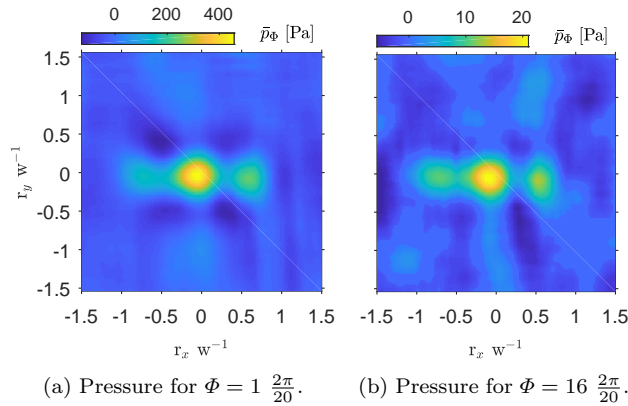 0 200 400 p̄_Φ [Pa]
0 10 20 p̄_Φ [Pa]
1.5
1
0.5
0
-0.5
-1
-1.5
r_y w⁻¹
-1.5 -1 -0.5 0 0.5 1 1.5
-1.5 -1 -0.5 0 0.5 1 1.5
r_x w⁻¹
r_x w⁻¹
(a) Pressure for Φ = 1 2π/20.
(b) Pressure for Φ = 16 2π/20.